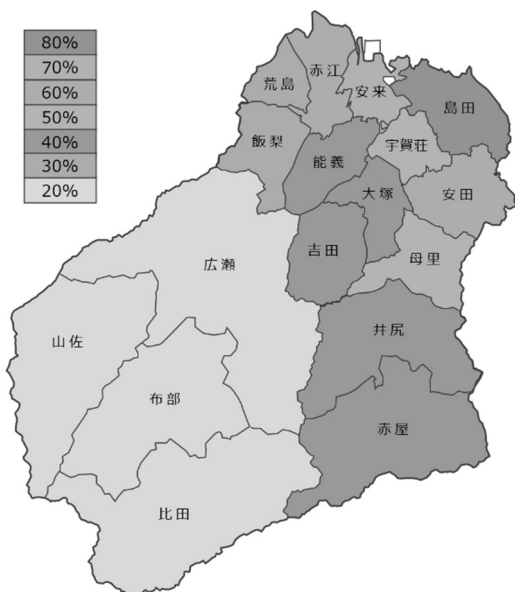 80%
70%
60%
50%
40%
30%
20%
荒島
赤江
安来
島田
飯梨
能義
宇賀荘
大塚
安田
吉田
母里
広瀬
井尻
山佐
布部
赤屋
比田